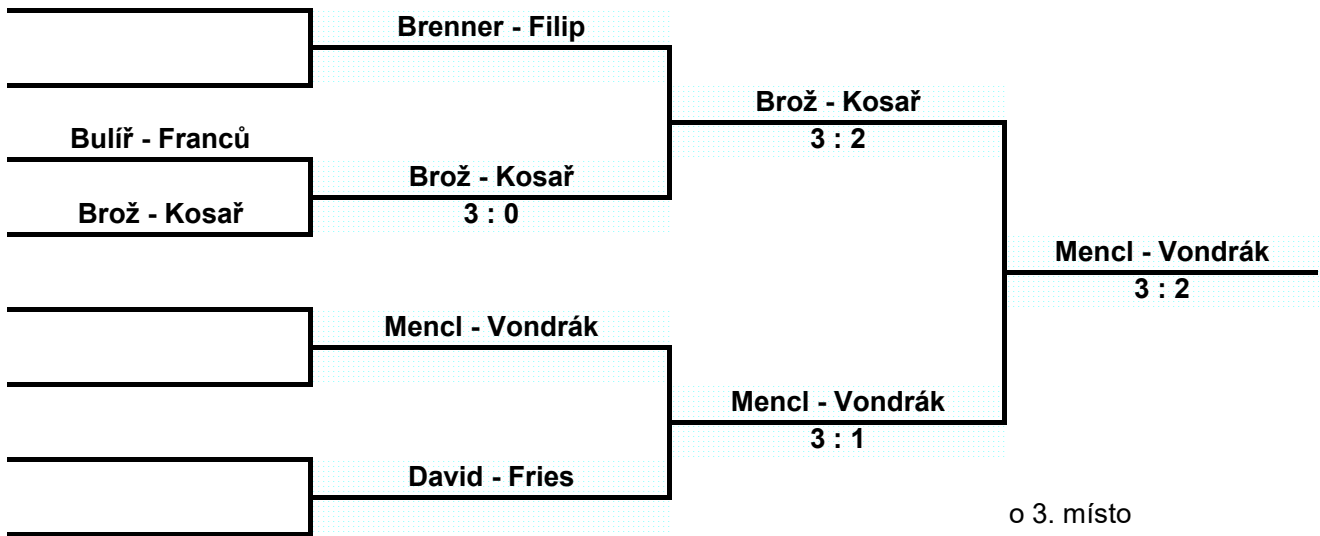 Brenner - Filip
Brož - Kosař
3 : 2
Bulíř - Franců
Brož - Kosař
3 : 0
Brož - Kosař
Mencl - Vondrák
3 : 2
Mencl - Vondrák
Mencl - Vondrák
3 : 1
David - Fries
o 3. místo